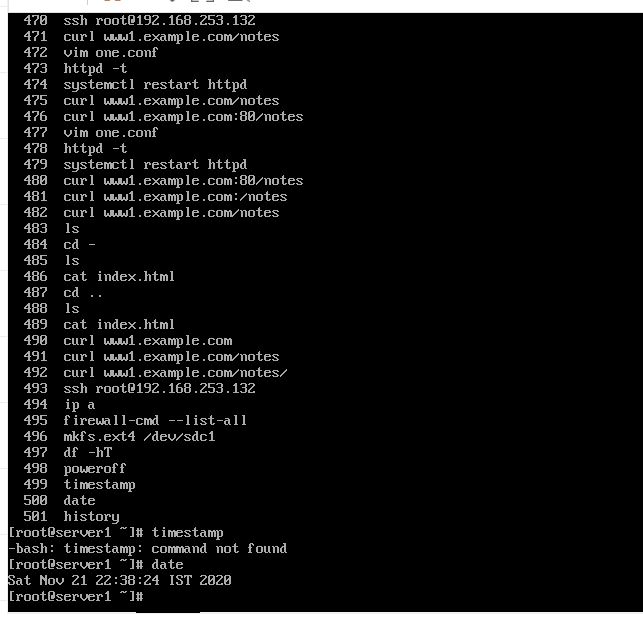 470 ssh root@192.168.253.132
471 curl www1.example.com/notes
472 vim one.conf
473 httpd -t
474 systemctl restart httpd
475 curl www1.example.com/notes
476 curl www1.example.com:80/notes
477 vim one.conf
478 httpd -t
479 systemctl restart httpd
480 curl www1.example.com:80/notes
481 curl www1.example.com:/notes
482 curl www1.example.com/notes
483 ls
484 cd -
485 ls
486 cat index.html
487 cd ..
488 ls
489 cat index.html
490 curl www1.example.com
491 curl www1.example.com/notes
492 curl www1.example.com/notes/
493 ssh root@192.168.253.132
494 ip a
495 firewall-cmd --list-all
496 mkfs.ext4 /dev/sdc1
497 df -hT
498 poweroff
499 timestamp
500 date
501 history
[root@server1 ~]# timestamp
-bash: timestamp: command not found
[root@server1 ~]# date
Sat Nov 21 22:38:24 IST 2020
[root@server1 ~]#